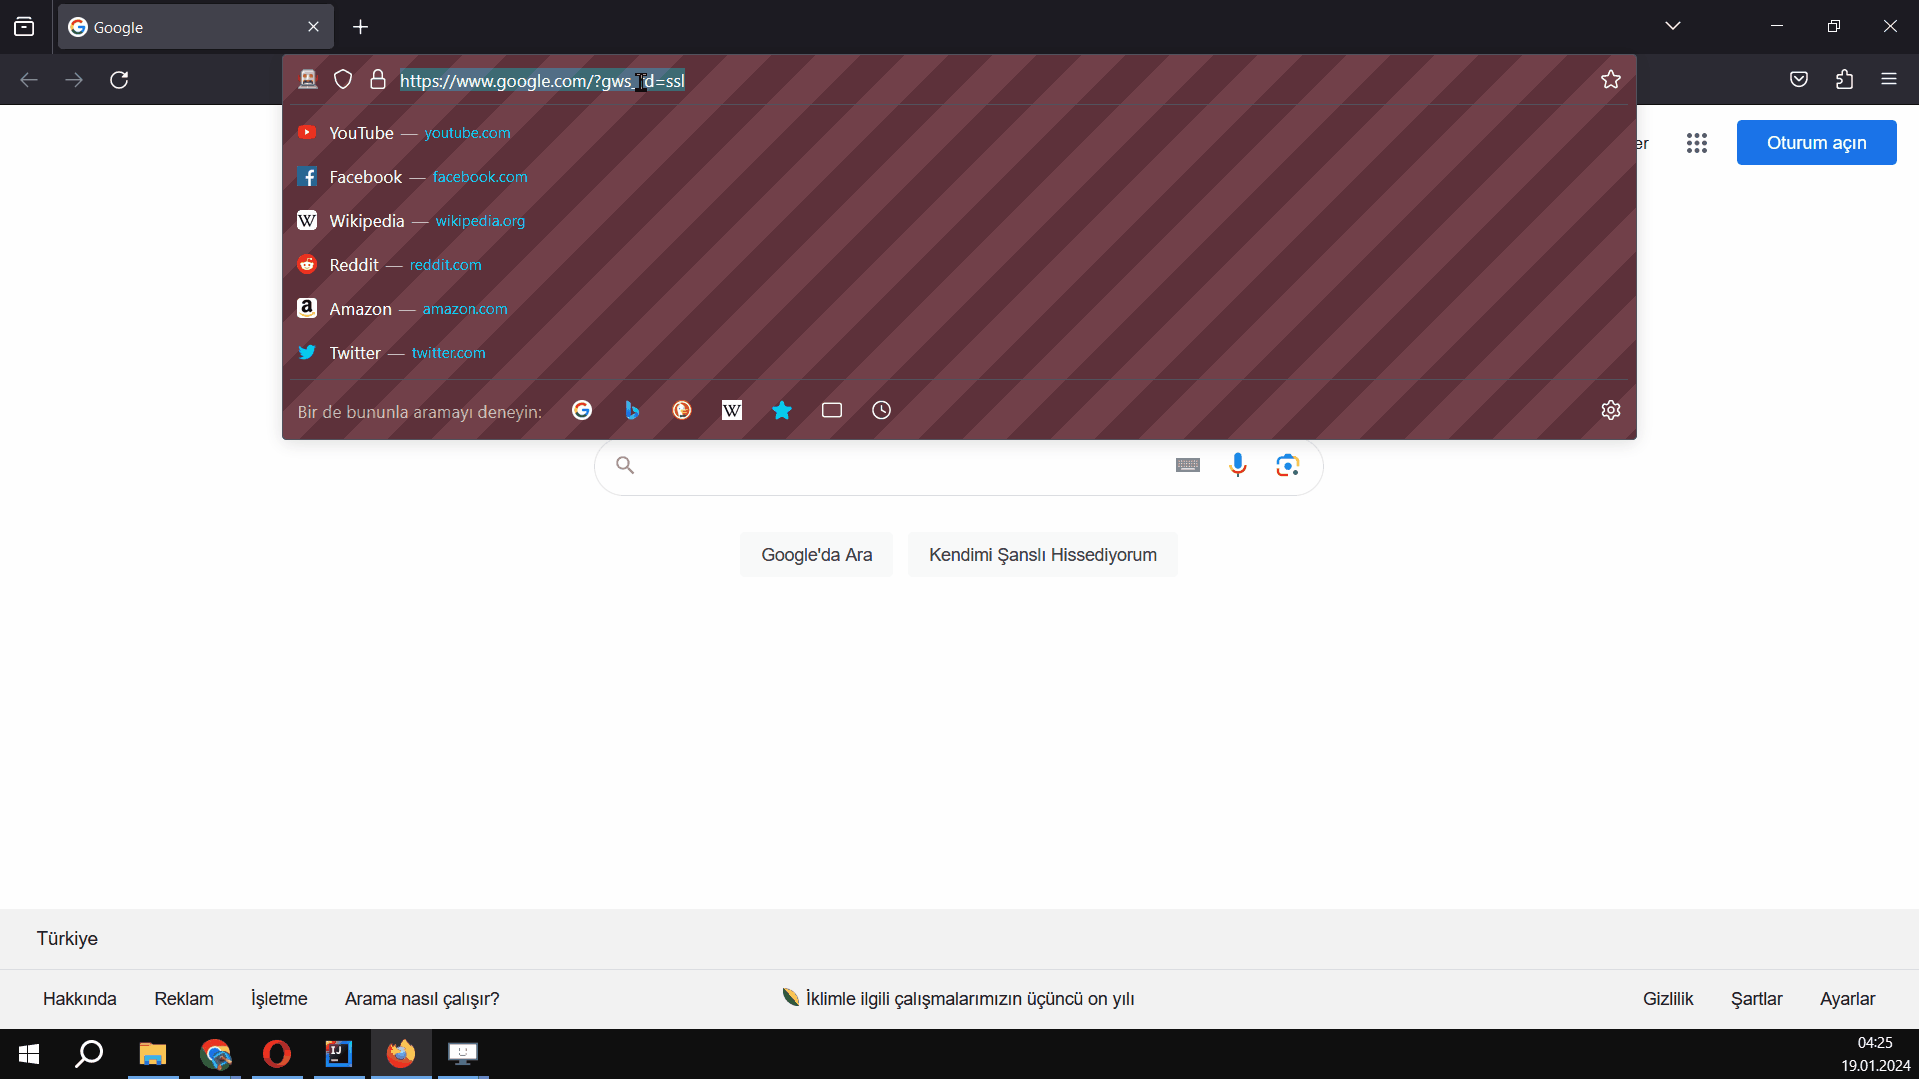 Google
https://www.google.com/?gws_rd=ssl
YouTube — youtube.com
Facebook — facebook.com
Wikipedia — wikipedia.org
Reddit — reddit.com
Amazon — amazon.com
Twitter — twitter.com
Bir de bununla aramayı deneyin:
er
Oturum açın
Google'da Ara
Kendimi Şanslı Hissediyorum
Türkiye
Hakkında
Reklam
İşletme
Arama nasıl çalışır?
İklimle ilgili çalışmalarımızın üçüncü on yılı
Gizlilik
Şartlar
Ayarlar
04:25
19.01.2024